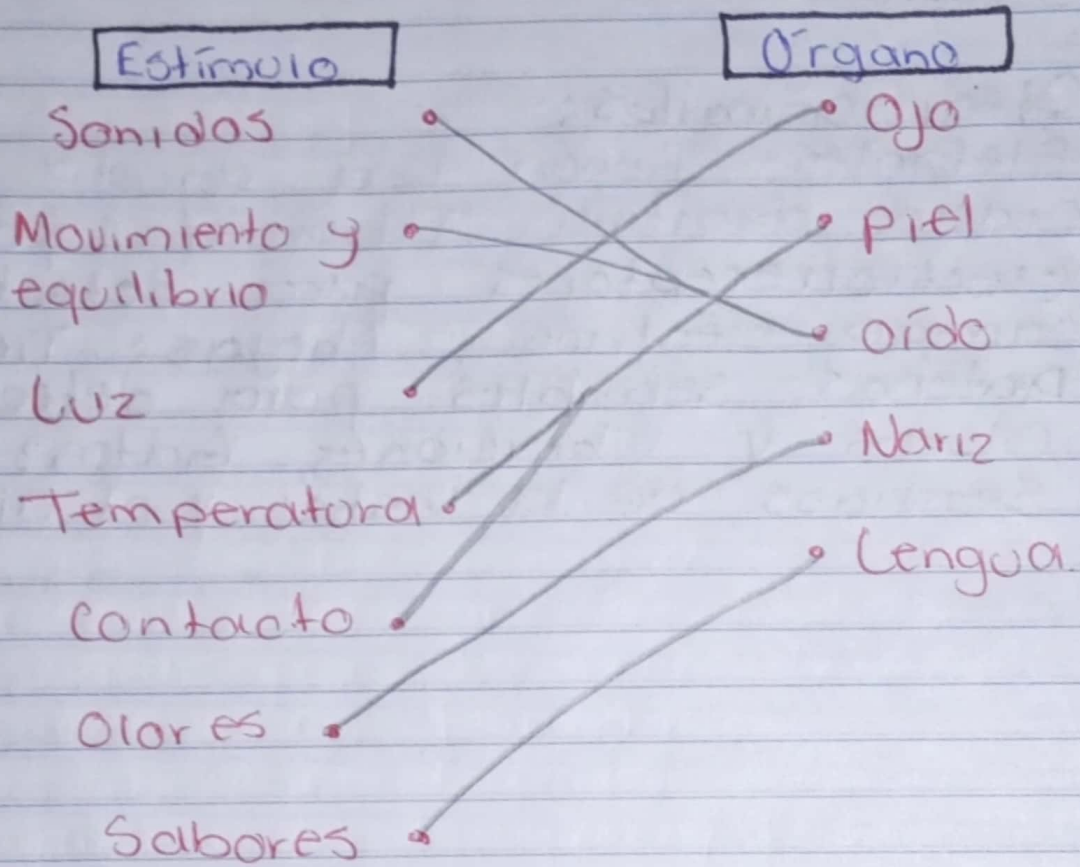 Estímulo
Órgano
Sonidos
Ojo
Movimiento y
equilibrio
Piel
Oído
Luz
Nariz
Temperatura
Lengua
Contacto
Olores
Sabores